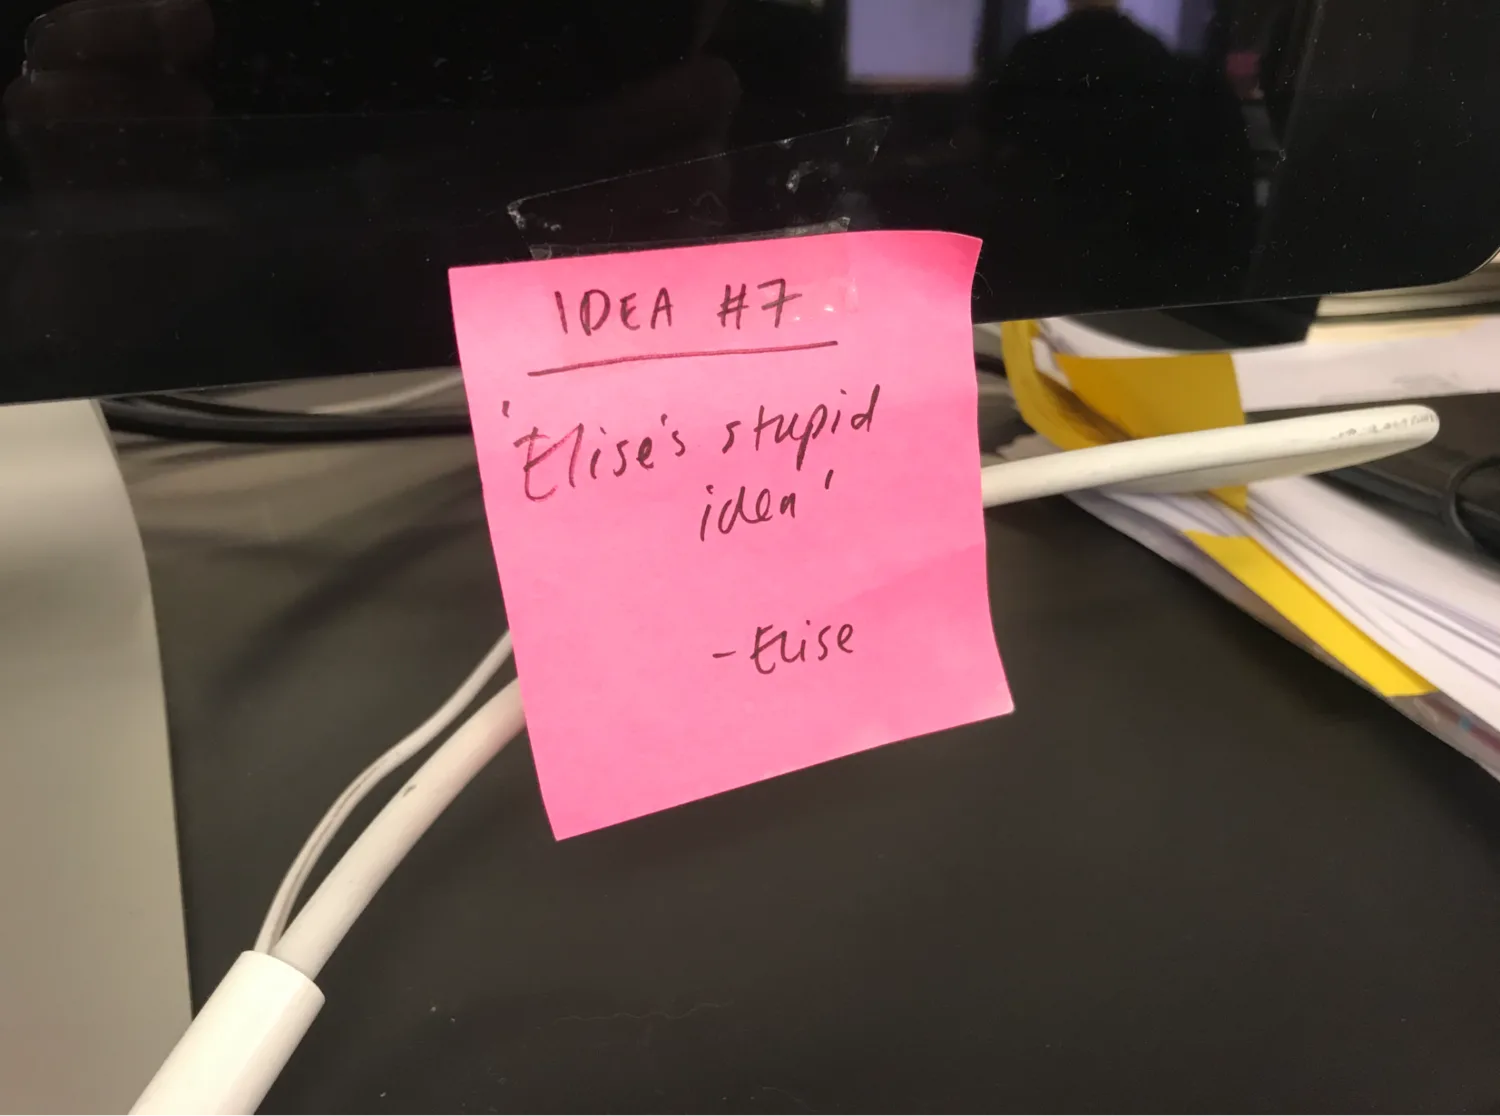 IDEA #7
'Elise's stupid
idea'
-Elise